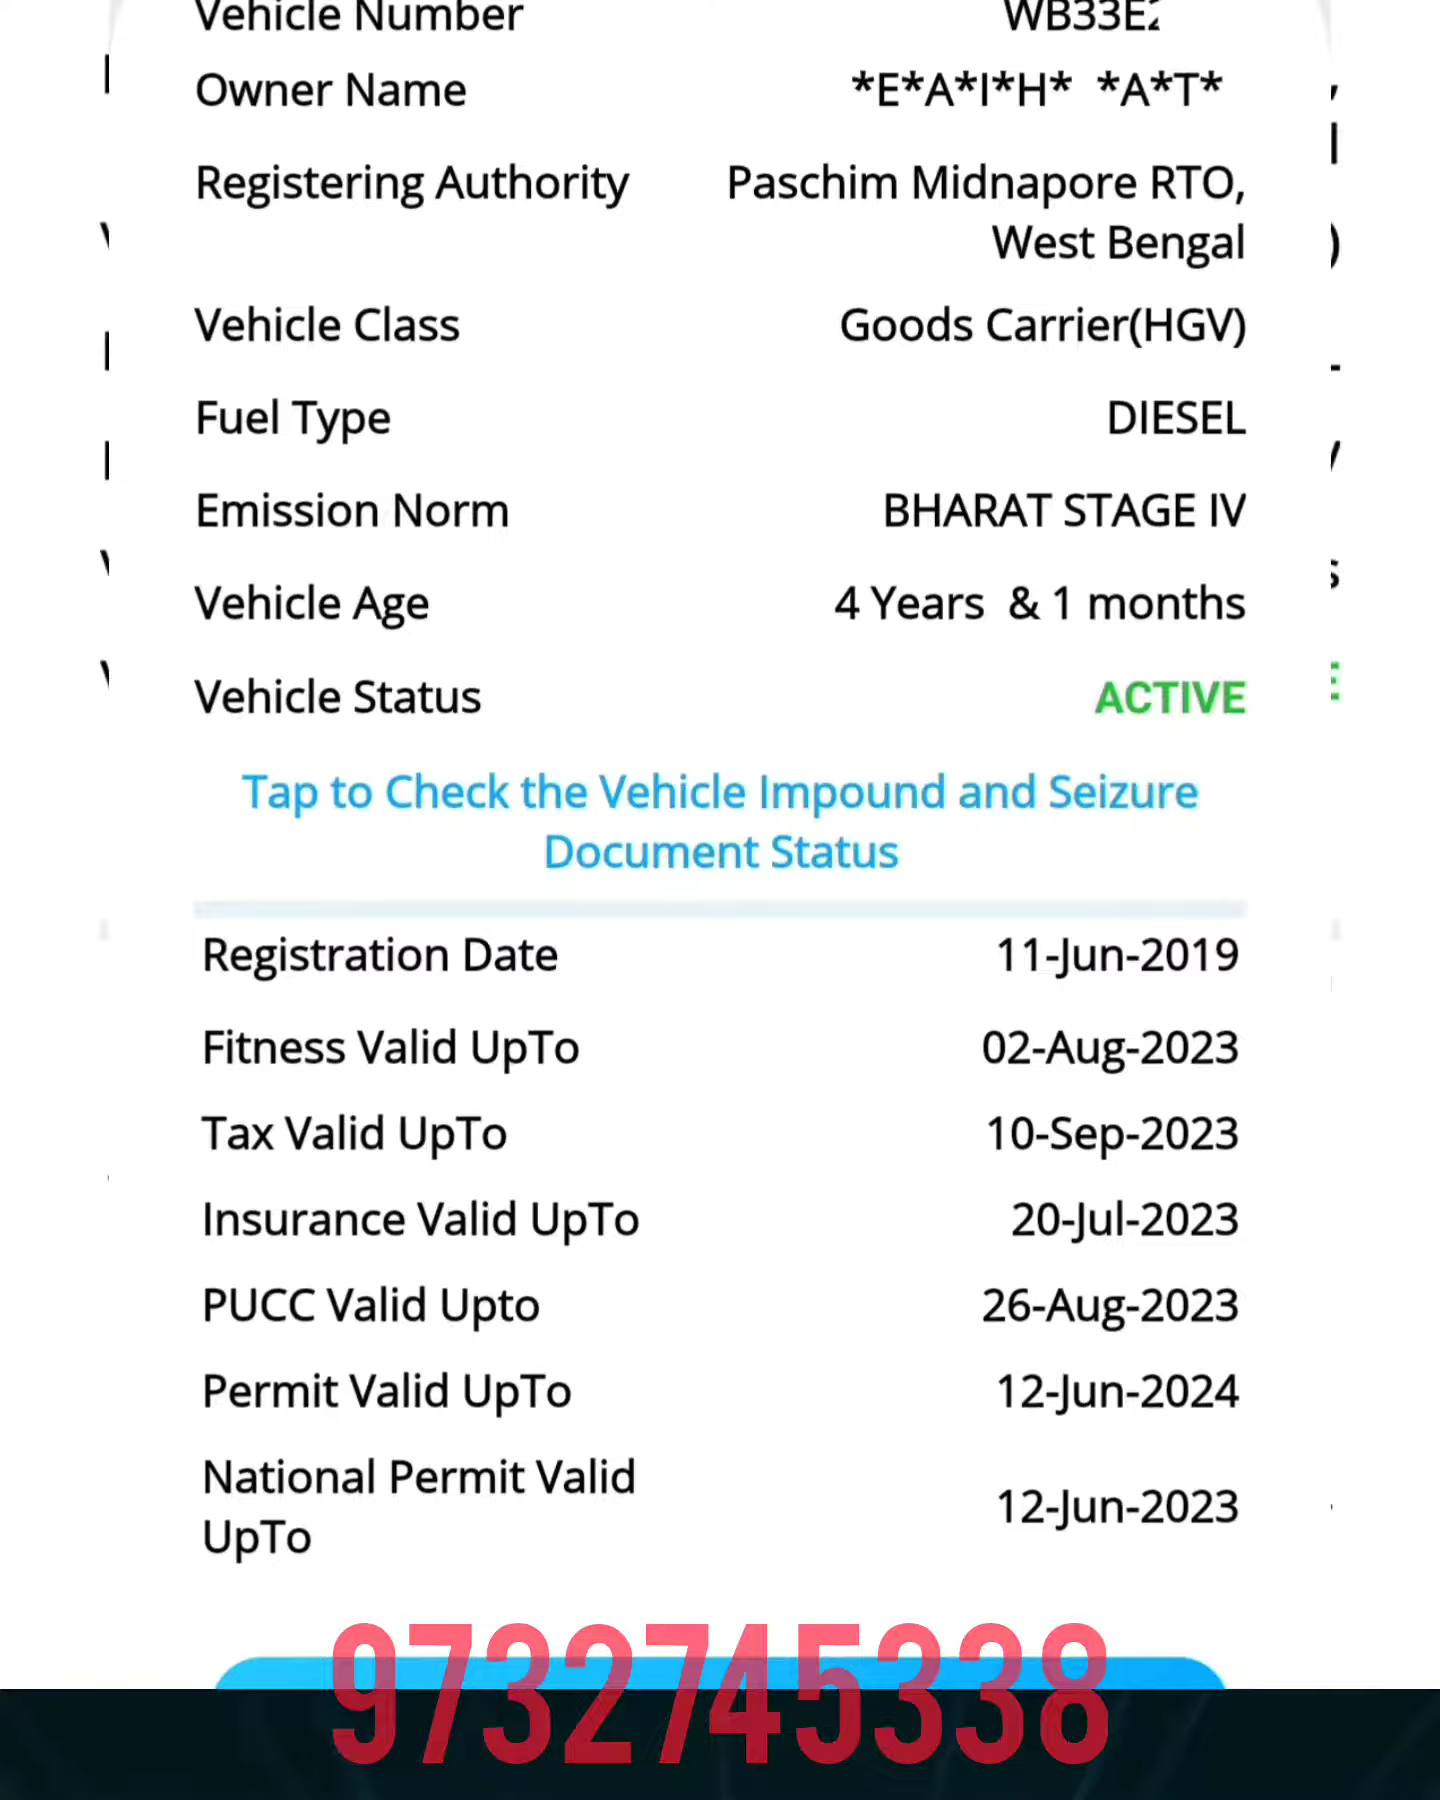 Vehicle Number WB33E
Owner Name *E*A*I*H* *A*T*
Registering Authority Paschim Midnapore RTO,
West Bengal
Vehicle Class Goods Carrier(HGV)
Fuel Type DIESEL
Emission Norm BHARAT STAGE IV
Vehicle Age 4 Years & 1 months
Vehicle Status ACTIVE
Tap to Check the Vehicle Impound and Seizure
Document Status
Registration Date 11-Jun-2019
Fitness Valid UpTo 02-Aug-2023
Tax Valid UpTo 10-Sep-2023
Insurance Valid UpTo 20-Jul-2023
PUCC Valid Upto 26-Aug-2023
Permit Valid UpTo 12-Jun-2024
National Permit Valid
UpTo 12-Jun-2023
9732745338